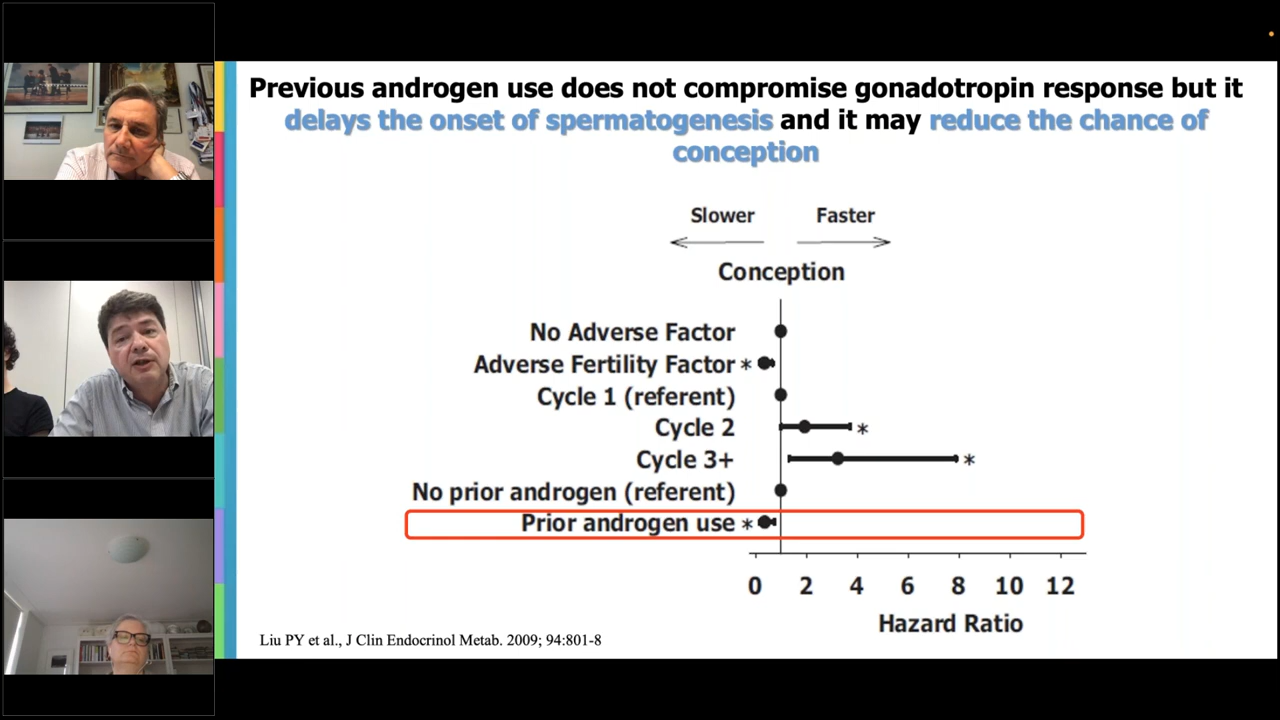 Previous androgen use does not compromise gonadotropin response but it
delays the onset of spermatogenesis and it may reduce the chance of
conception
Slower Faster
Conception
No Adverse Factor
Adverse Fertility Factor *
Cycle 1 (referent)
Cycle 2 *
Cycle 3+ *
No prior androgen (referent)
Prior androgen use *
0 2 4 6 8 10 12
Hazard Ratio
Liu PY et al., J Clin Endocrinol Metab. 2009; 94:801-8